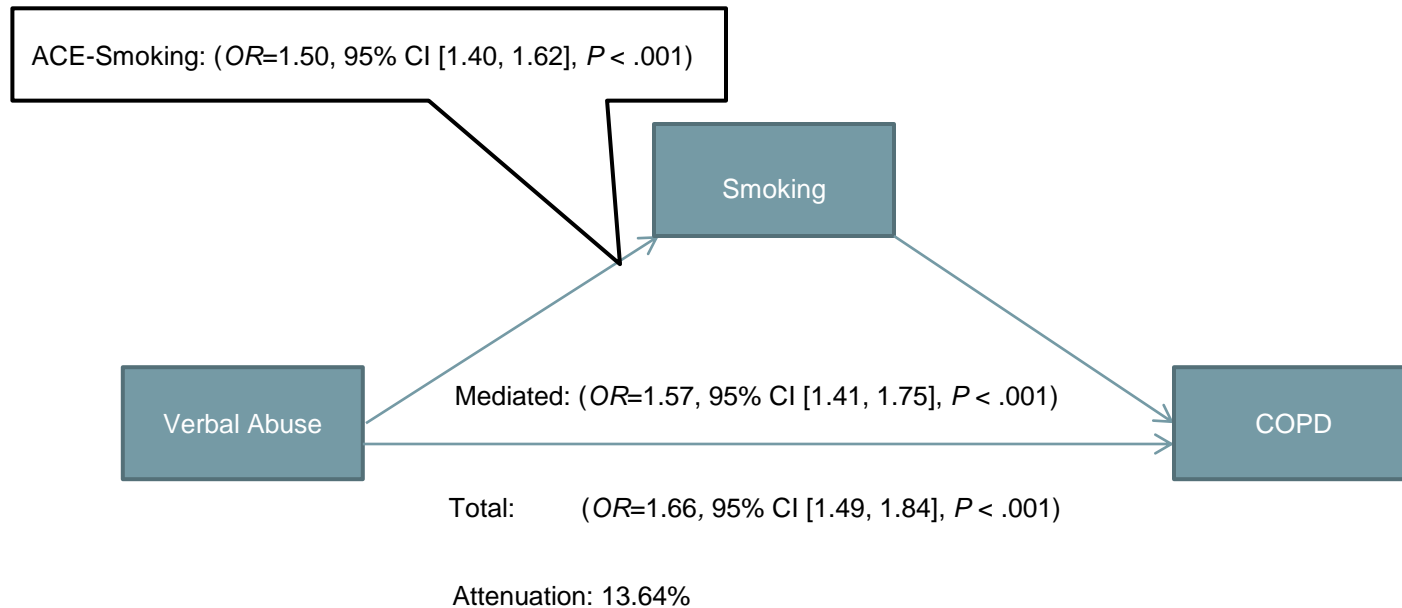 ACE-Smoking: (OR=1.50, 95% CI [1.40, 1.62], P < .001)
Smoking
Verbal Abuse
Mediated: (OR=1.57, 95% CI [1.41, 1.75], P < .001)
COPD
Total: (OR=1.66, 95% CI [1.49, 1.84], P < .001)
Attenuation: 13.64%